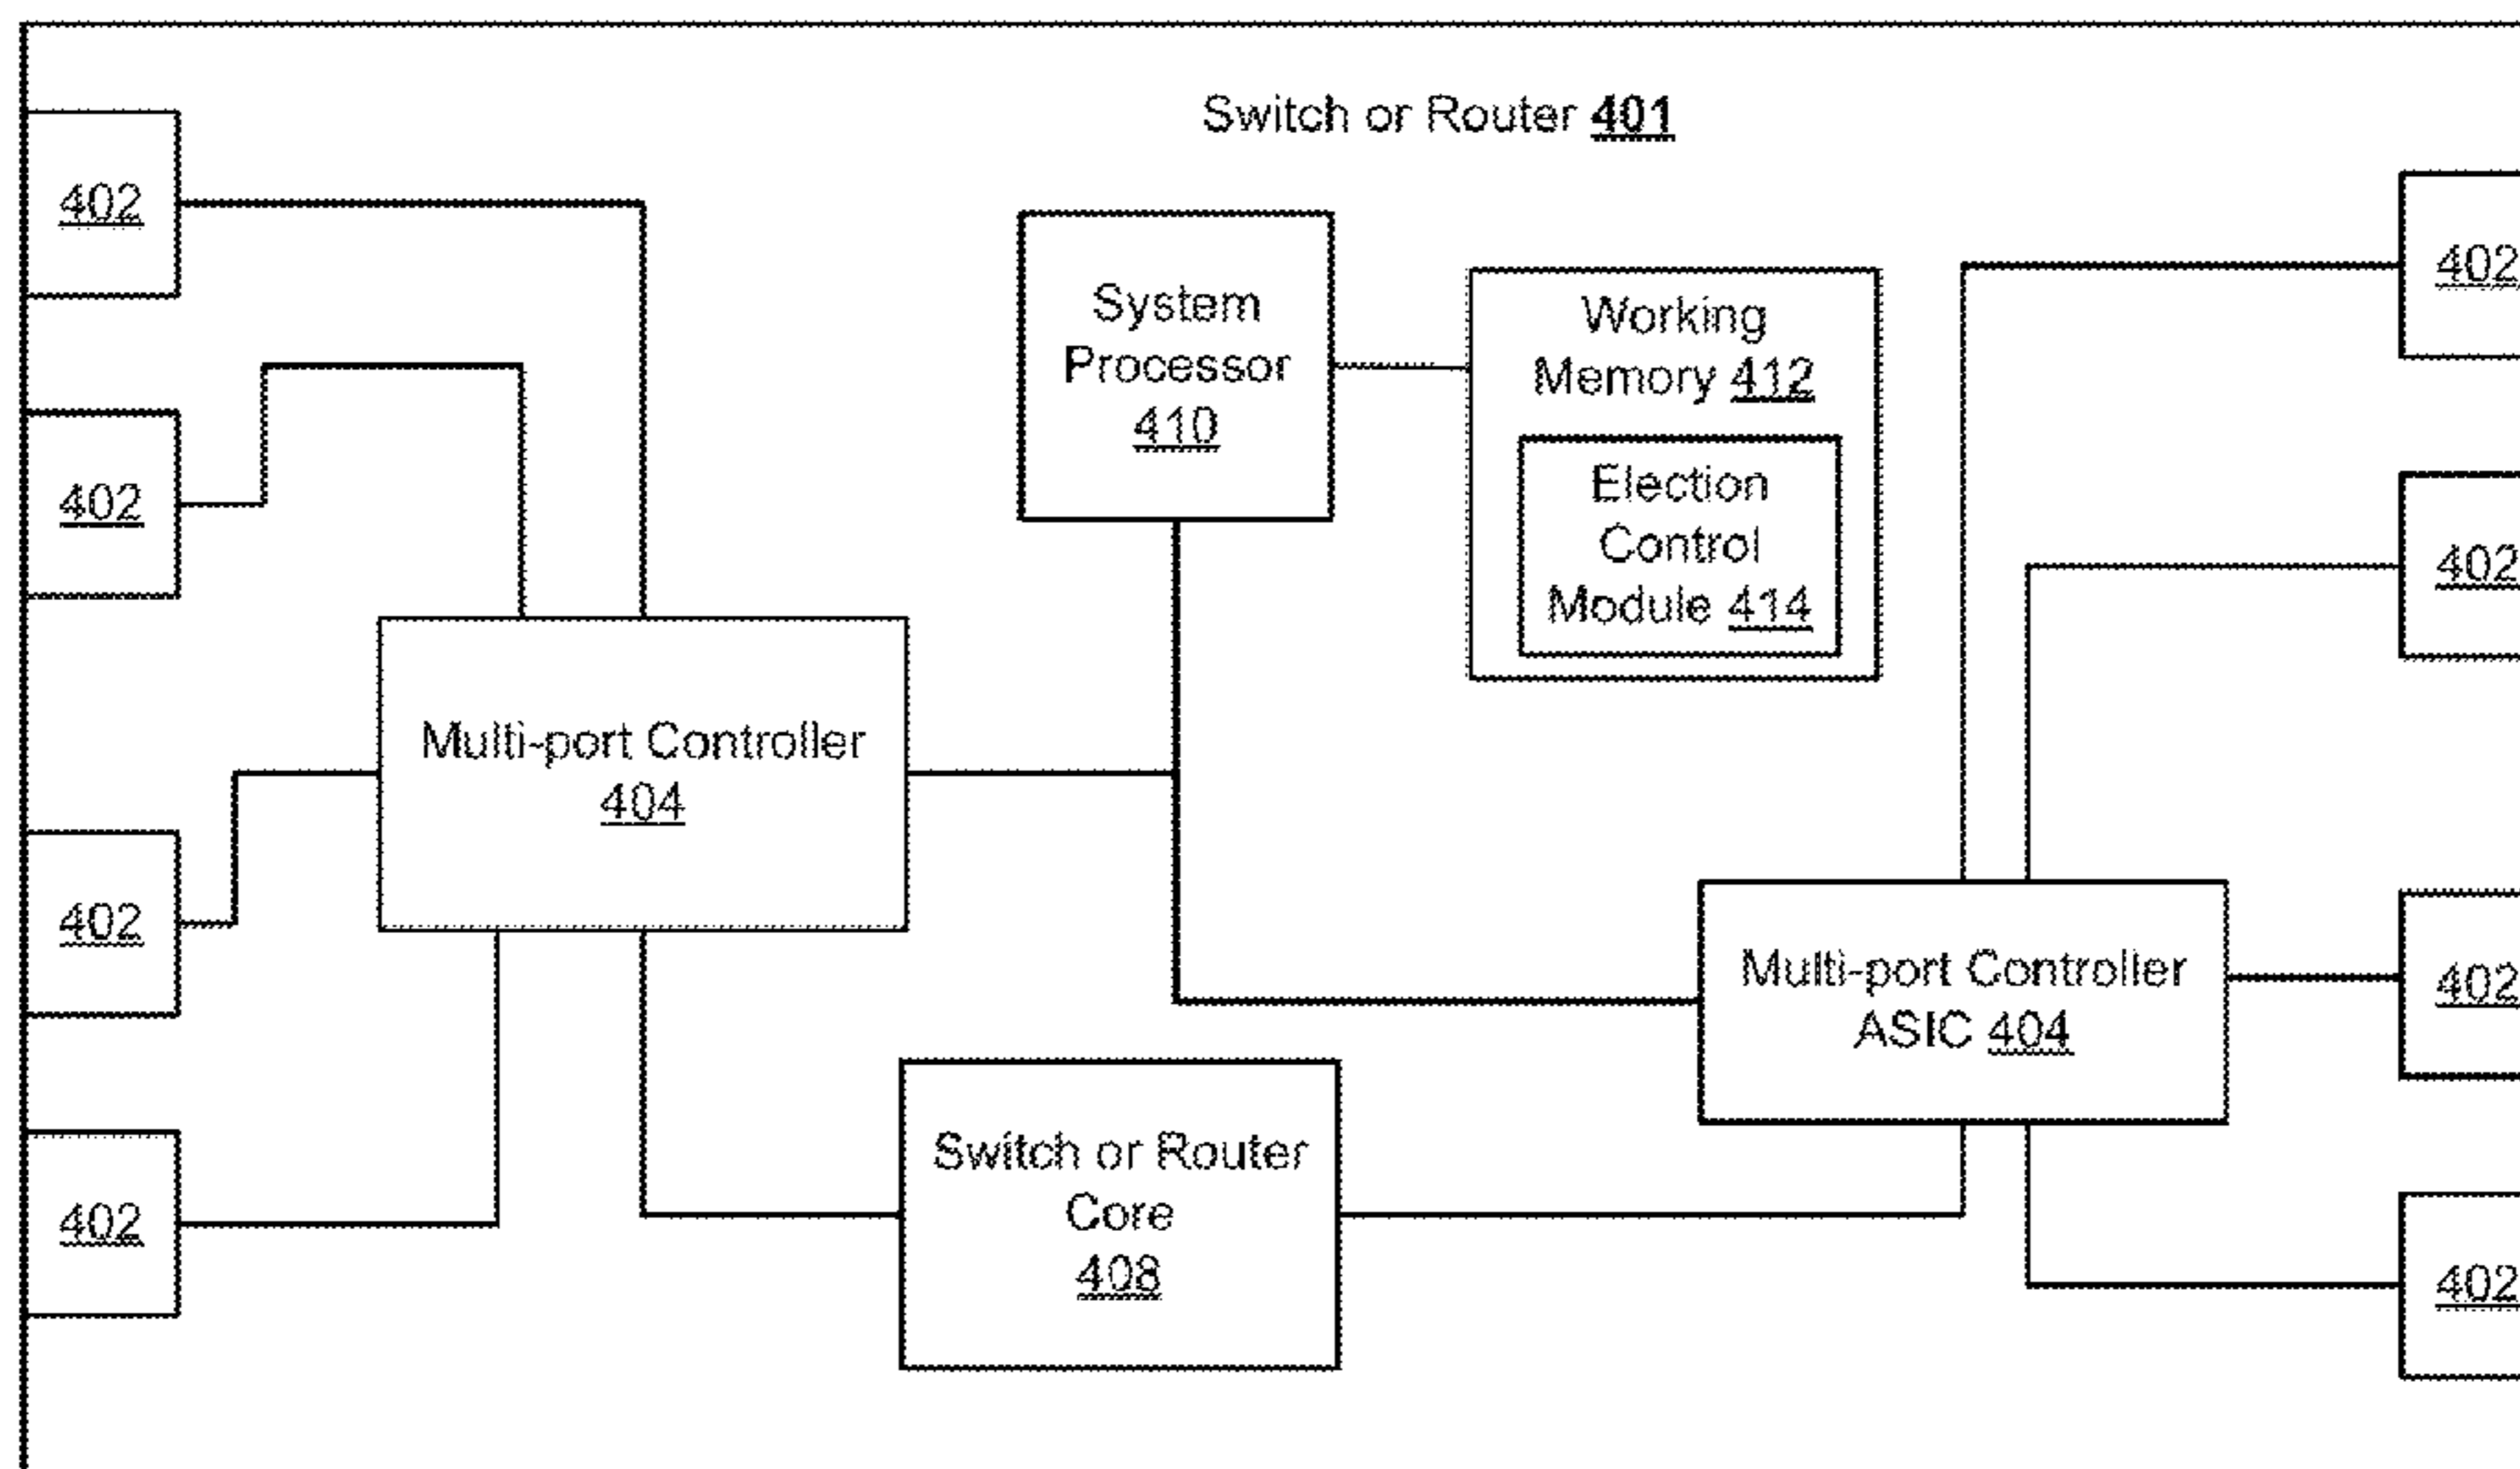 Switch or Router 401
402
402
402
402
System
Processor
410
Working
Memory 412
Election
Control
Module 414
Multi-port Controller
404
Switch or Router
Core
408
Multi-port Controller
ASIC 404
402
402
402
402